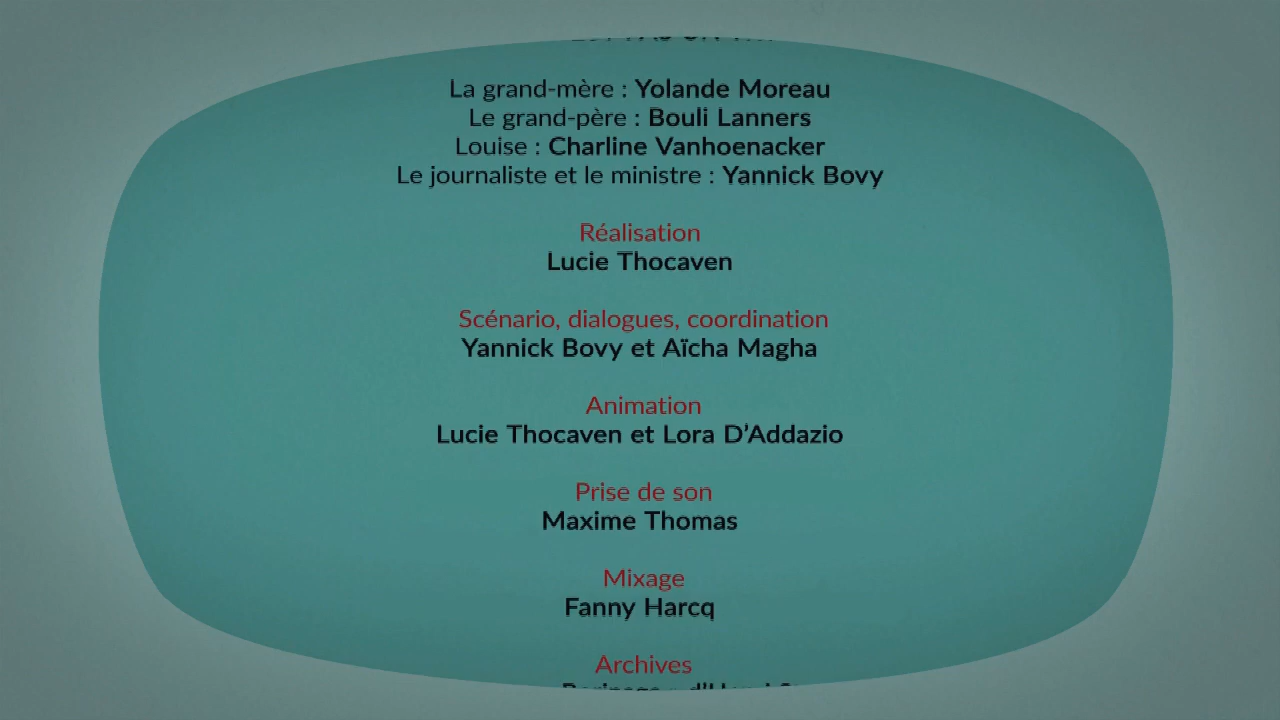 La grand-mère : Yolande Moreau
Le grand-père : Bouli Lanners
Louise : Charline Vanhoenacker
Le journaliste et le ministre : Yannick Bovy
Réalisation
Lucie Thocaven
Scénario, dialogues, coordination
Yannick Bovy et Aïcha Magha
Animation
Lucie Thocaven et Lora D'Addazio
Prise de son
Maxime Thomas
Mixage
Fanny Harcq
Archives